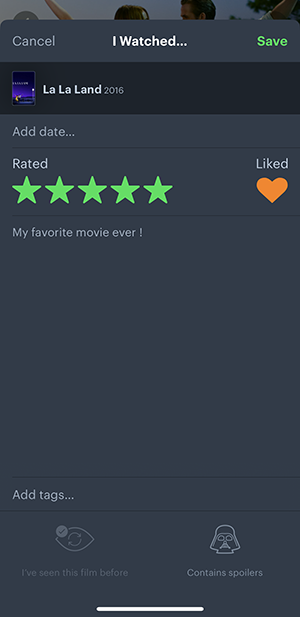 Cancel I Watched... Save
La La Land 2016
Add date...
Rated Liked
My favorite movie ever !
Add tags...
I've seen this film before Contains spoilers